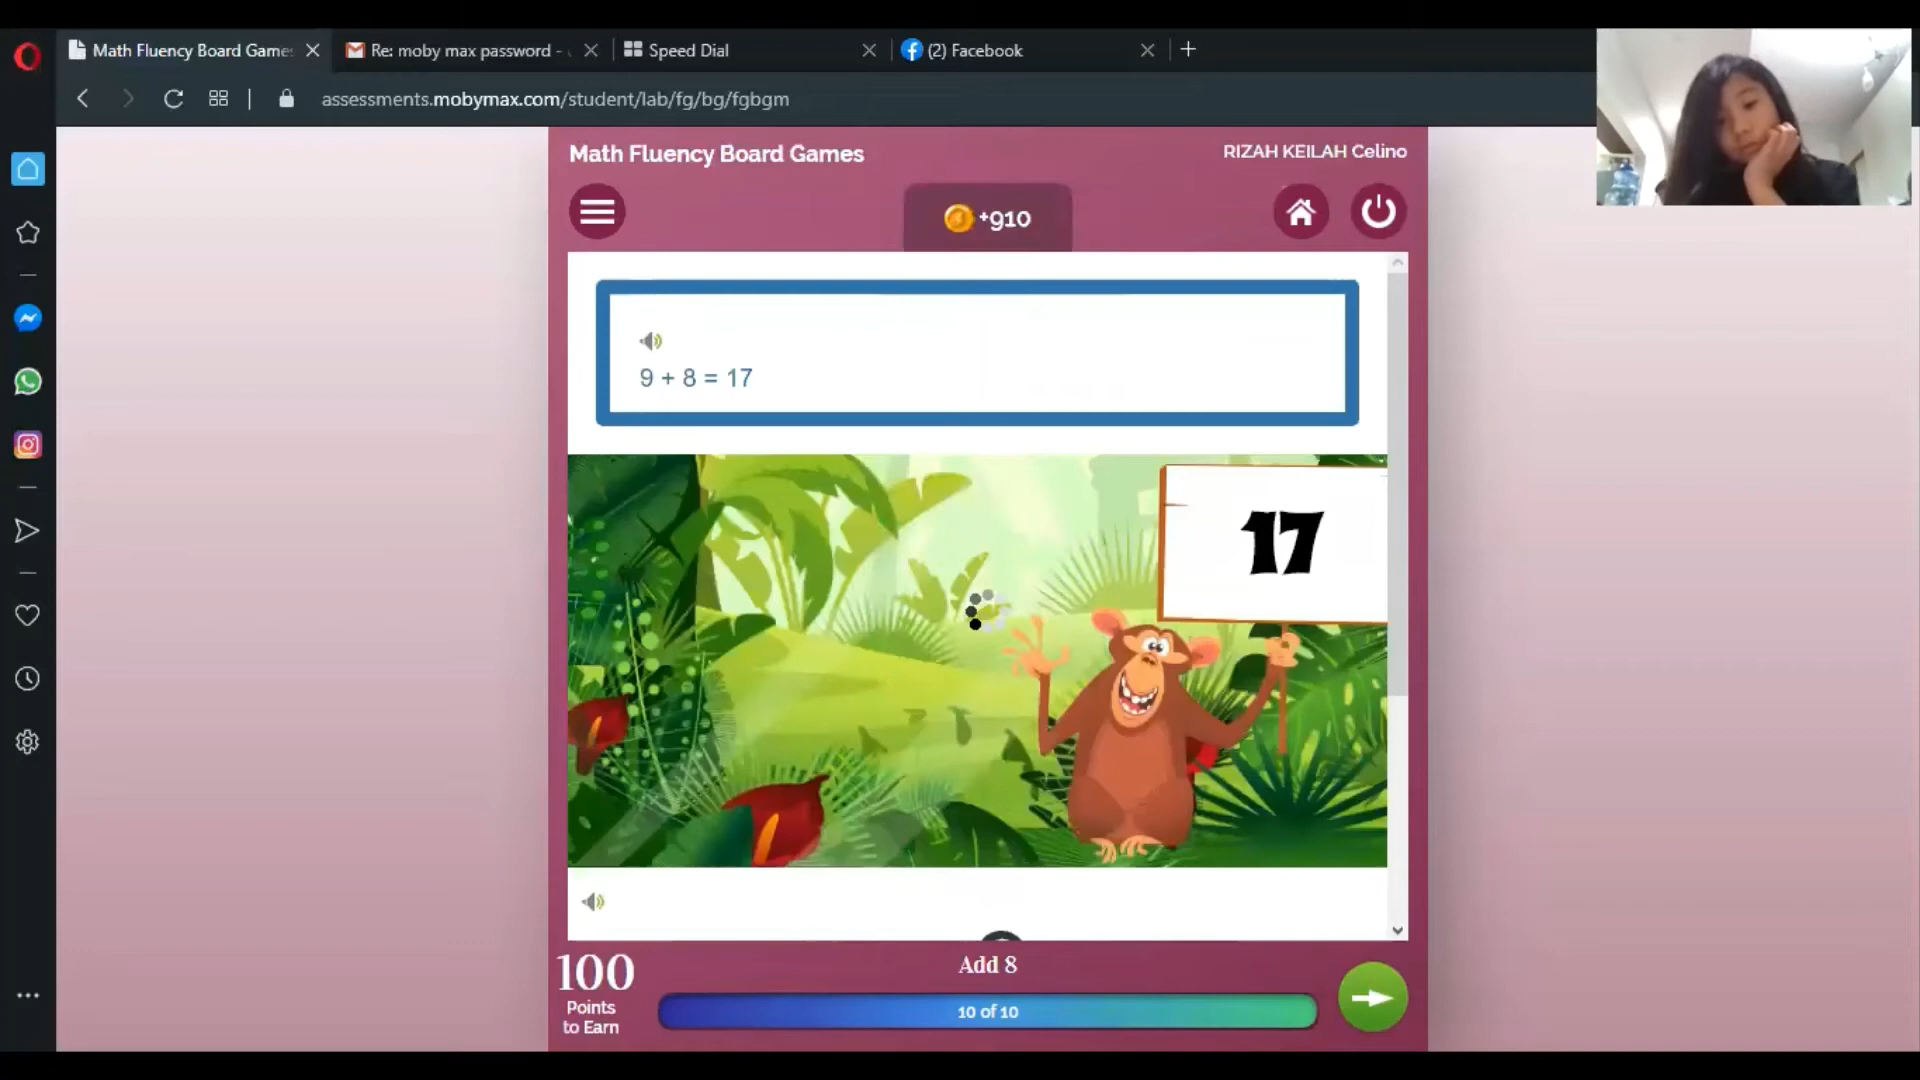 Math Fluency Board Game
Re: moby max password -
Speed Dial
(2) Facebook
assessments.mobymax.com/student/lab/fg/bg/fgbgm
Math Fluency Board Games
RIZAH KEILAH Celino
+910
9 + 8 = 17
17
100
Points
to Earn
Add 8
10 of 10